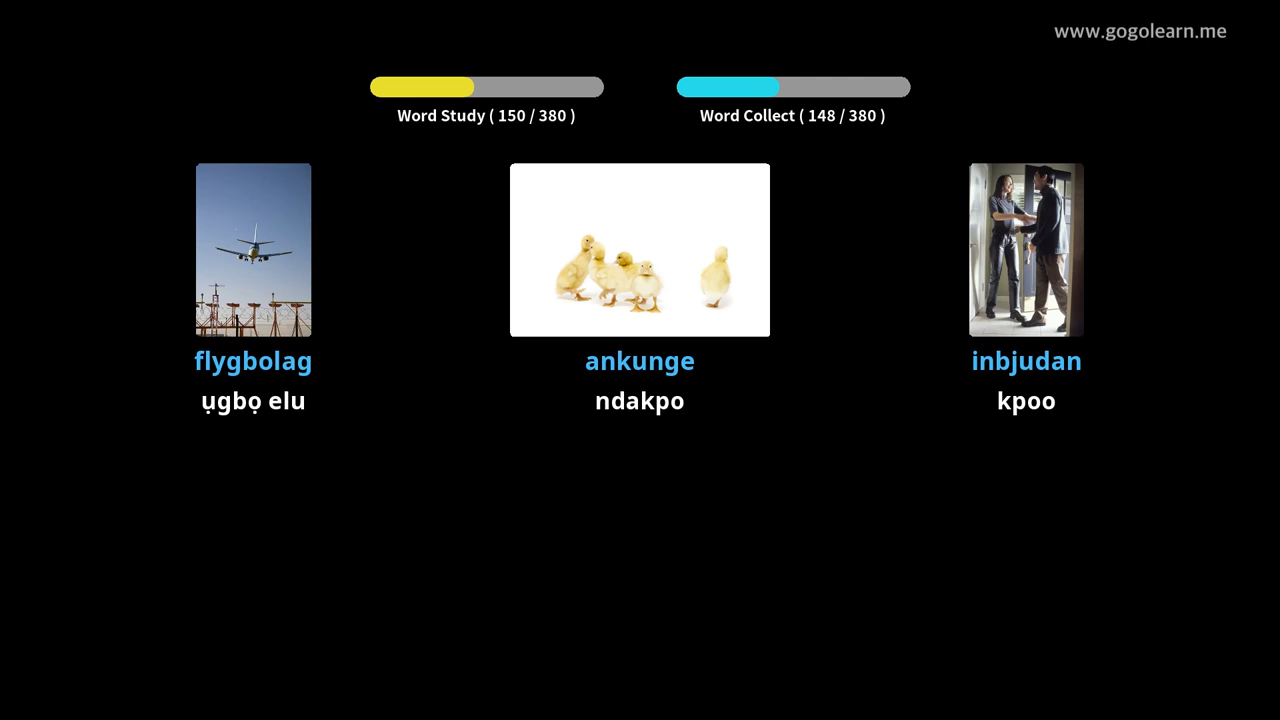 www.gogolearn.me
Word Study ( 150 / 380 )
Word Collect ( 148 / 380 )
flygbolag
ụgbọ elu
ankunge
ndakpo
inbjudan
kpoo